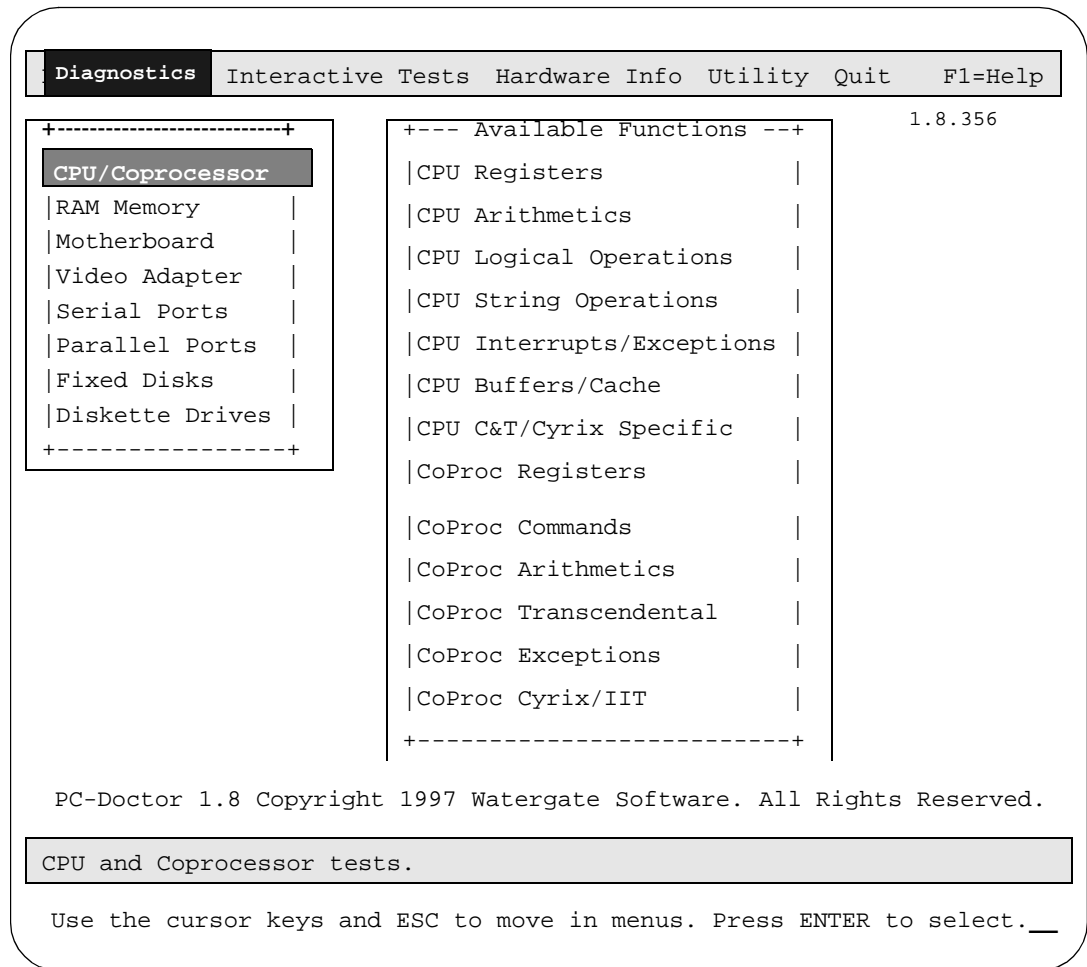 Diagnostics Interactive Tests Hardware Info Utility Quit F1=Help
1.8.356
+---------------------------+
CPU/Coprocessor
|RAM Memory |
|Motherboard |
|Video Adapter |
|Serial Ports |
|Parallel Ports |
|Fixed Disks |
|Diskette Drives |
+----------------+
+--- Available Functions --+
|CPU Registers |
|CPU Arithmetics |
|CPU Logical Operations |
|CPU String Operations |
|CPU Interrupts/Exceptions |
|CPU Buffers/Cache |
|CPU C&T/Cyrix Specific |
|CoProc Registers |
|CoProc Commands |
|CoProc Arithmetics |
|CoProc Transcendental |
|CoProc Exceptions |
|CoProc Cyrix/IIT |
+--------------------------+
PC-Doctor 1.8 Copyright 1997 Watergate Software. All Rights Reserved.
CPU and Coprocessor tests.
Use the cursor keys and ESC to move in menus. Press ENTER to select.__